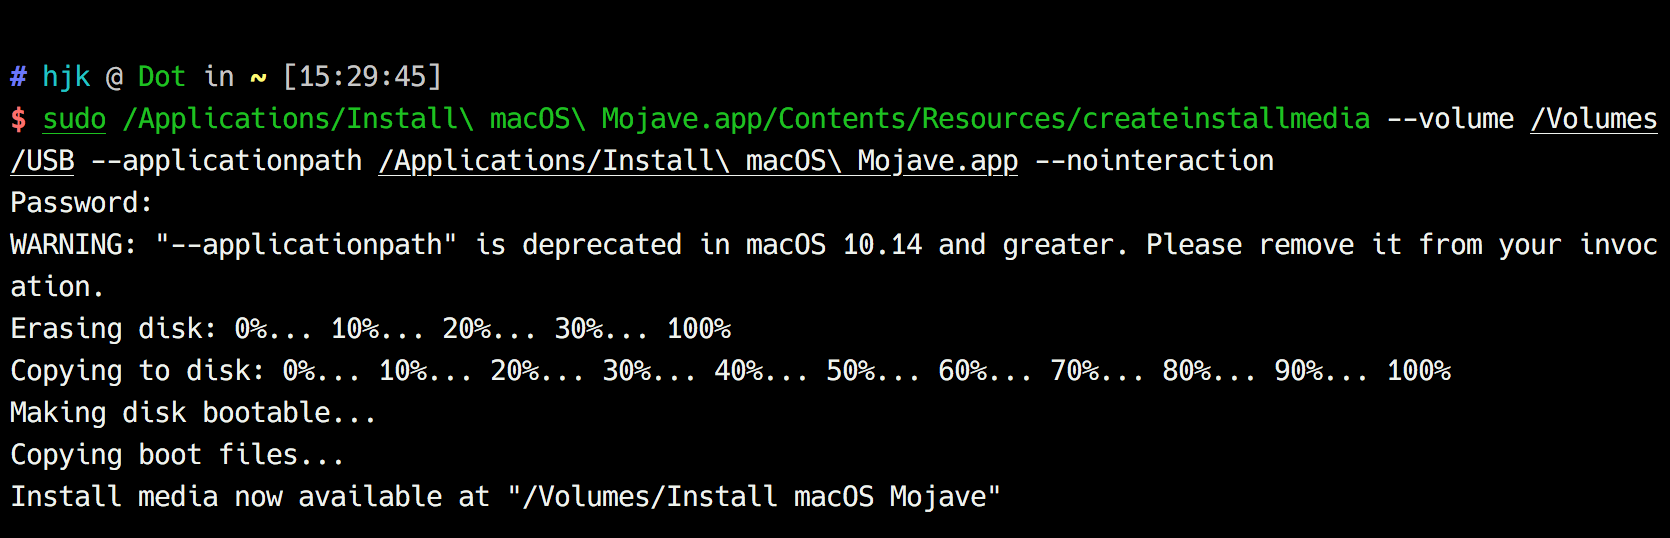 # hjk @ Dot in ~ [15:29:45]
$ sudo /Applications/Install\ macOS\ Mojave.app/Contents/Resources/createinstallmedia --volume /Volumes
/USB --applicationpath /Applications/Install\ macOS\ Mojave.app --nointeraction
Password:
WARNING: "--applicationpath" is deprecated in macOS 10.14 and greater. Please remove it from your invoc
ation.
Erasing disk: 0%... 10%... 20%... 30%... 100%
Copying to disk: 0%... 10%... 20%... 30%... 40%... 50%... 60%... 70%... 80%... 90%... 100%
Making disk bootable...
Copying boot files...
Install media now available at "/Volumes/Install macOS Mojave"